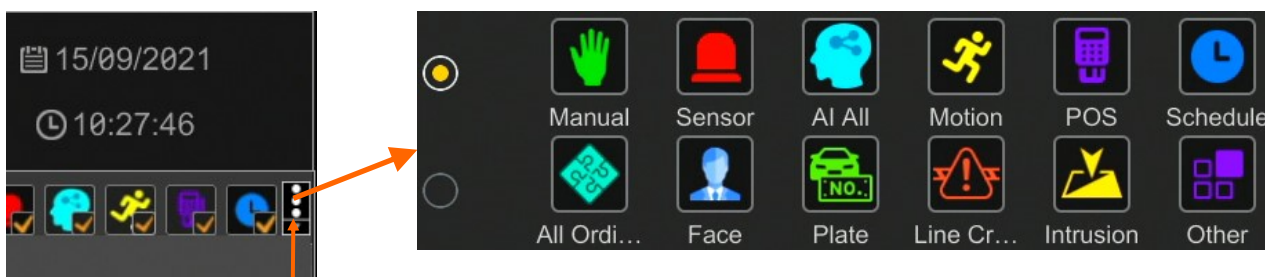 15/09/2021
10:27:46
Manual Sensor AI All Motion POS Schedule
NO.
All Ordi... Face Plate Line Cr... Intrusion Other